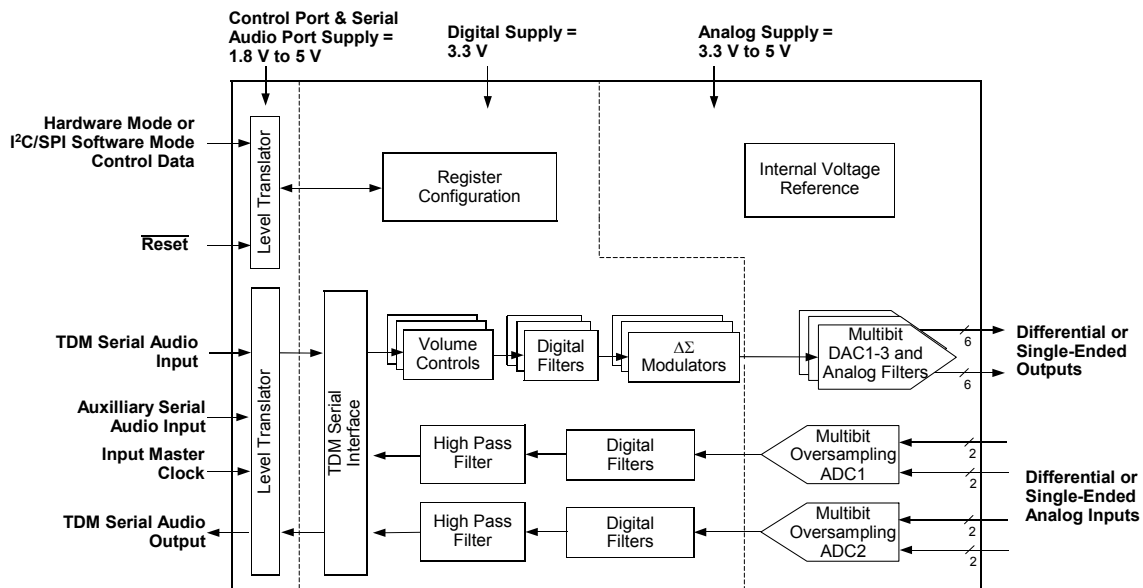 Control Port & Serial
Audio Port Supply =
1.8 V to 5 V
Digital Supply =
3.3 V
Analog Supply =
3.3 V to 5 V
Hardware Mode or
I²C/SPI Software Mode
Control Data
Reset
Level Translator
Register
Configuration
Internal Voltage
Reference
TDM Serial Audio
Input
Auxilliary Serial
Audio Input
Input Master
Clock
TDM Serial Audio
Output
Level Translator
TDM Serial
Interface
Volume
Controls
Digital
Filters
ΔΣ
Modulators
Multibit
DAC1-3 and
Analog Filters
6
6
Differential or
Single-Ended
Outputs
High Pass
Filter
Digital
Filters
Multibit
Oversampling
ADC1
2
2
High Pass
Filter
Digital
Filters
Multibit
Oversampling
ADC2
2
2
Differential or
Single-Ended
Analog Inputs